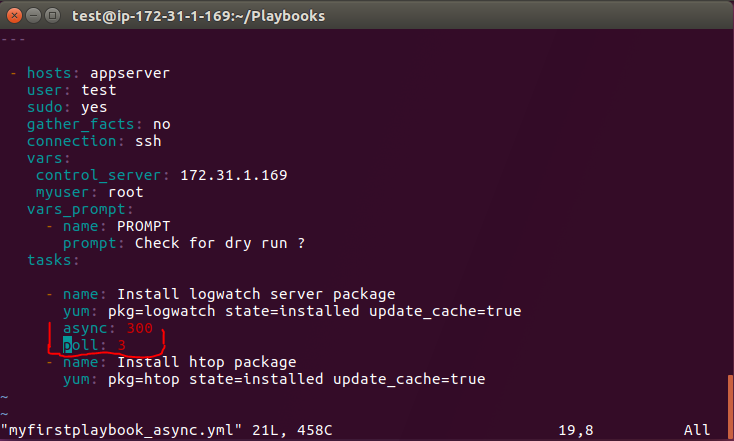 test@ip-172-31-1-169:~/Playbooks
---
- hosts: appserver
user: test
sudo: yes
gather_facts: no
connection: ssh
vars:
control_server: 172.31.1.169
myuser: root
vars_prompt:
- name: PROMPT
prompt: Check for dry run ?
tasks:
- name: Install logwatch server package
yum: pkg=logwatch state=installed update_cache=true
async: 300
poll: 3
- name: Install htop package
yum: pkg=htop state=installed update_cache=true
~
~
"myfirstplaybook_async.yml" 21L, 458C 19,8 All